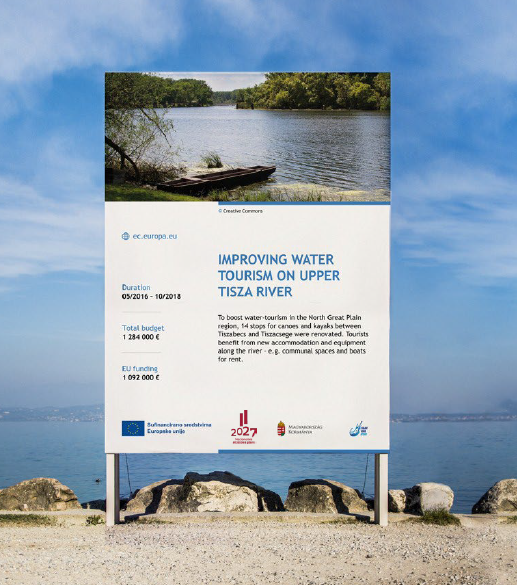 © Creative Commons
ec.europa.eu
IMPROVING WATER
TOURISM ON UPPER
TISZA RIVER
Duration
05/2016 - 10/2018
Total budget
1 284 000 €
EU funding
1 092 000 €
To boost water-tourism in the North Great Plain
region, 14 stops for canoes and kayaks between
Tiszabecs and Tiszacsege were renovated. Tourists
benefit from new accommodation and equipment
along the river - e.g. communal spaces and boats
for rent.
Sufinancirano sredstvima
Europske unije
2027
MAGYARORSZÁG
KORMÁNYA